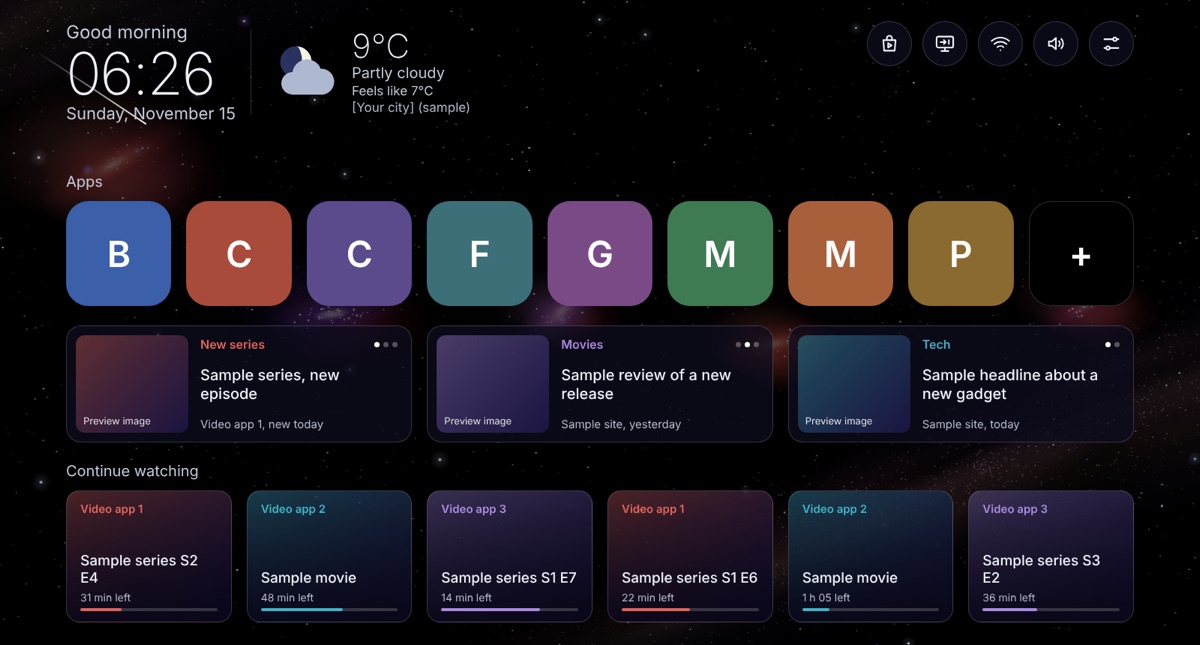 Good morning
06:26
Sunday, November 15
9°C
Partly cloudy
Feels like 7°C
[Your city] (sample)
Apps
B
C
C
F
G
M
M
P
+
New series
Sample series, new
episode
Video app 1, new today
Preview image
Movies
Sample review of a new
release
Sample site, yesterday
Preview image
Tech
Sample headline about a
new gadget
Sample site, today
Preview image
Continue watching
Video app 1
Sample series S2
E4
31 min left
Video app 2
Sample movie
48 min left
Video app 3
Sample series S1 E7
14 min left
Video app 1
Sample series S1 E6
22 min left
Video app 2
Sample movie
1 h 05 left
Video app 3
Sample series S3
E2
36 min left